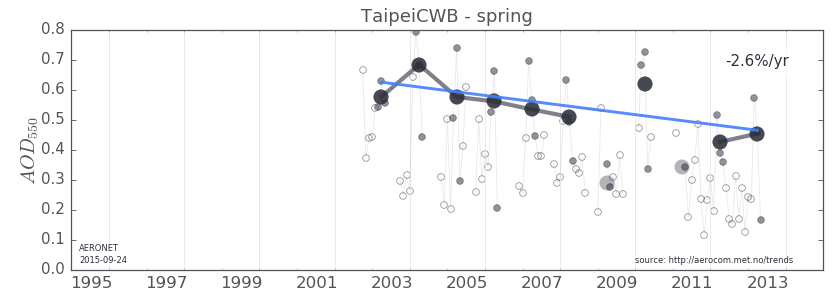 TaipeiCWB - spring
0.8
0.7
0.6
0.5
0.4
0.3
0.2
0.1
0.0
AOD550
-2.6%/yr
AERONET
2015-09-24
source: http://aerocom.met.no/trends
1995 1997 1999 2001 2003 2005 2007 2009 2011 2013